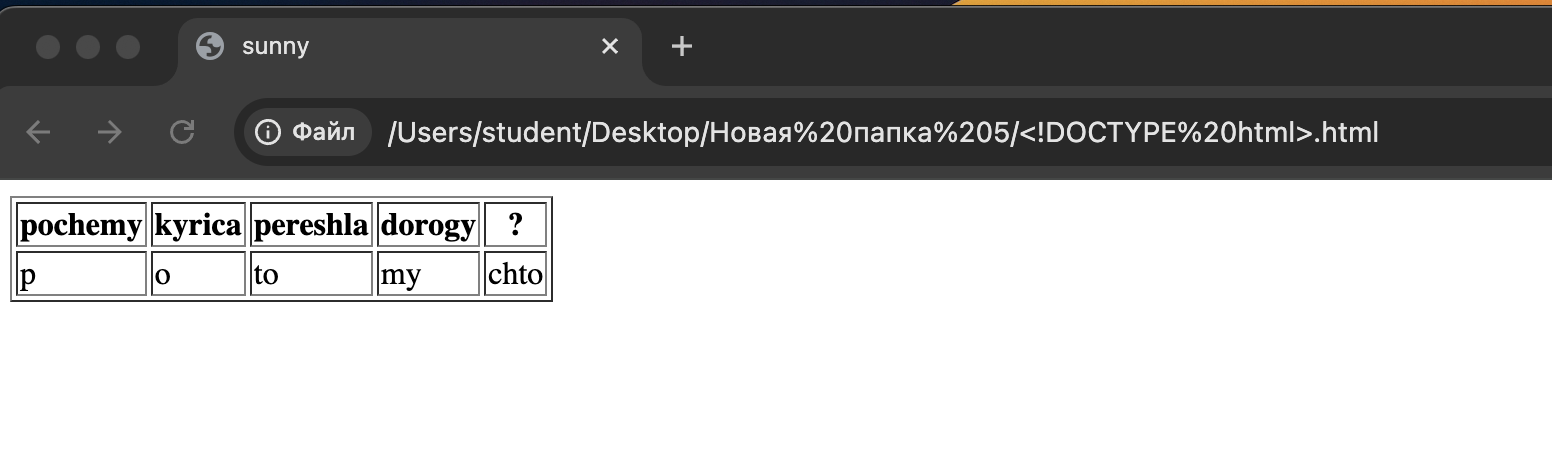 sunny
Файл /Users/student/Desktop/Новая%20папка%205/<!DOCTYPE%20html>.html
pochemy kyrica pereshla dorogy ?
p o to my chto